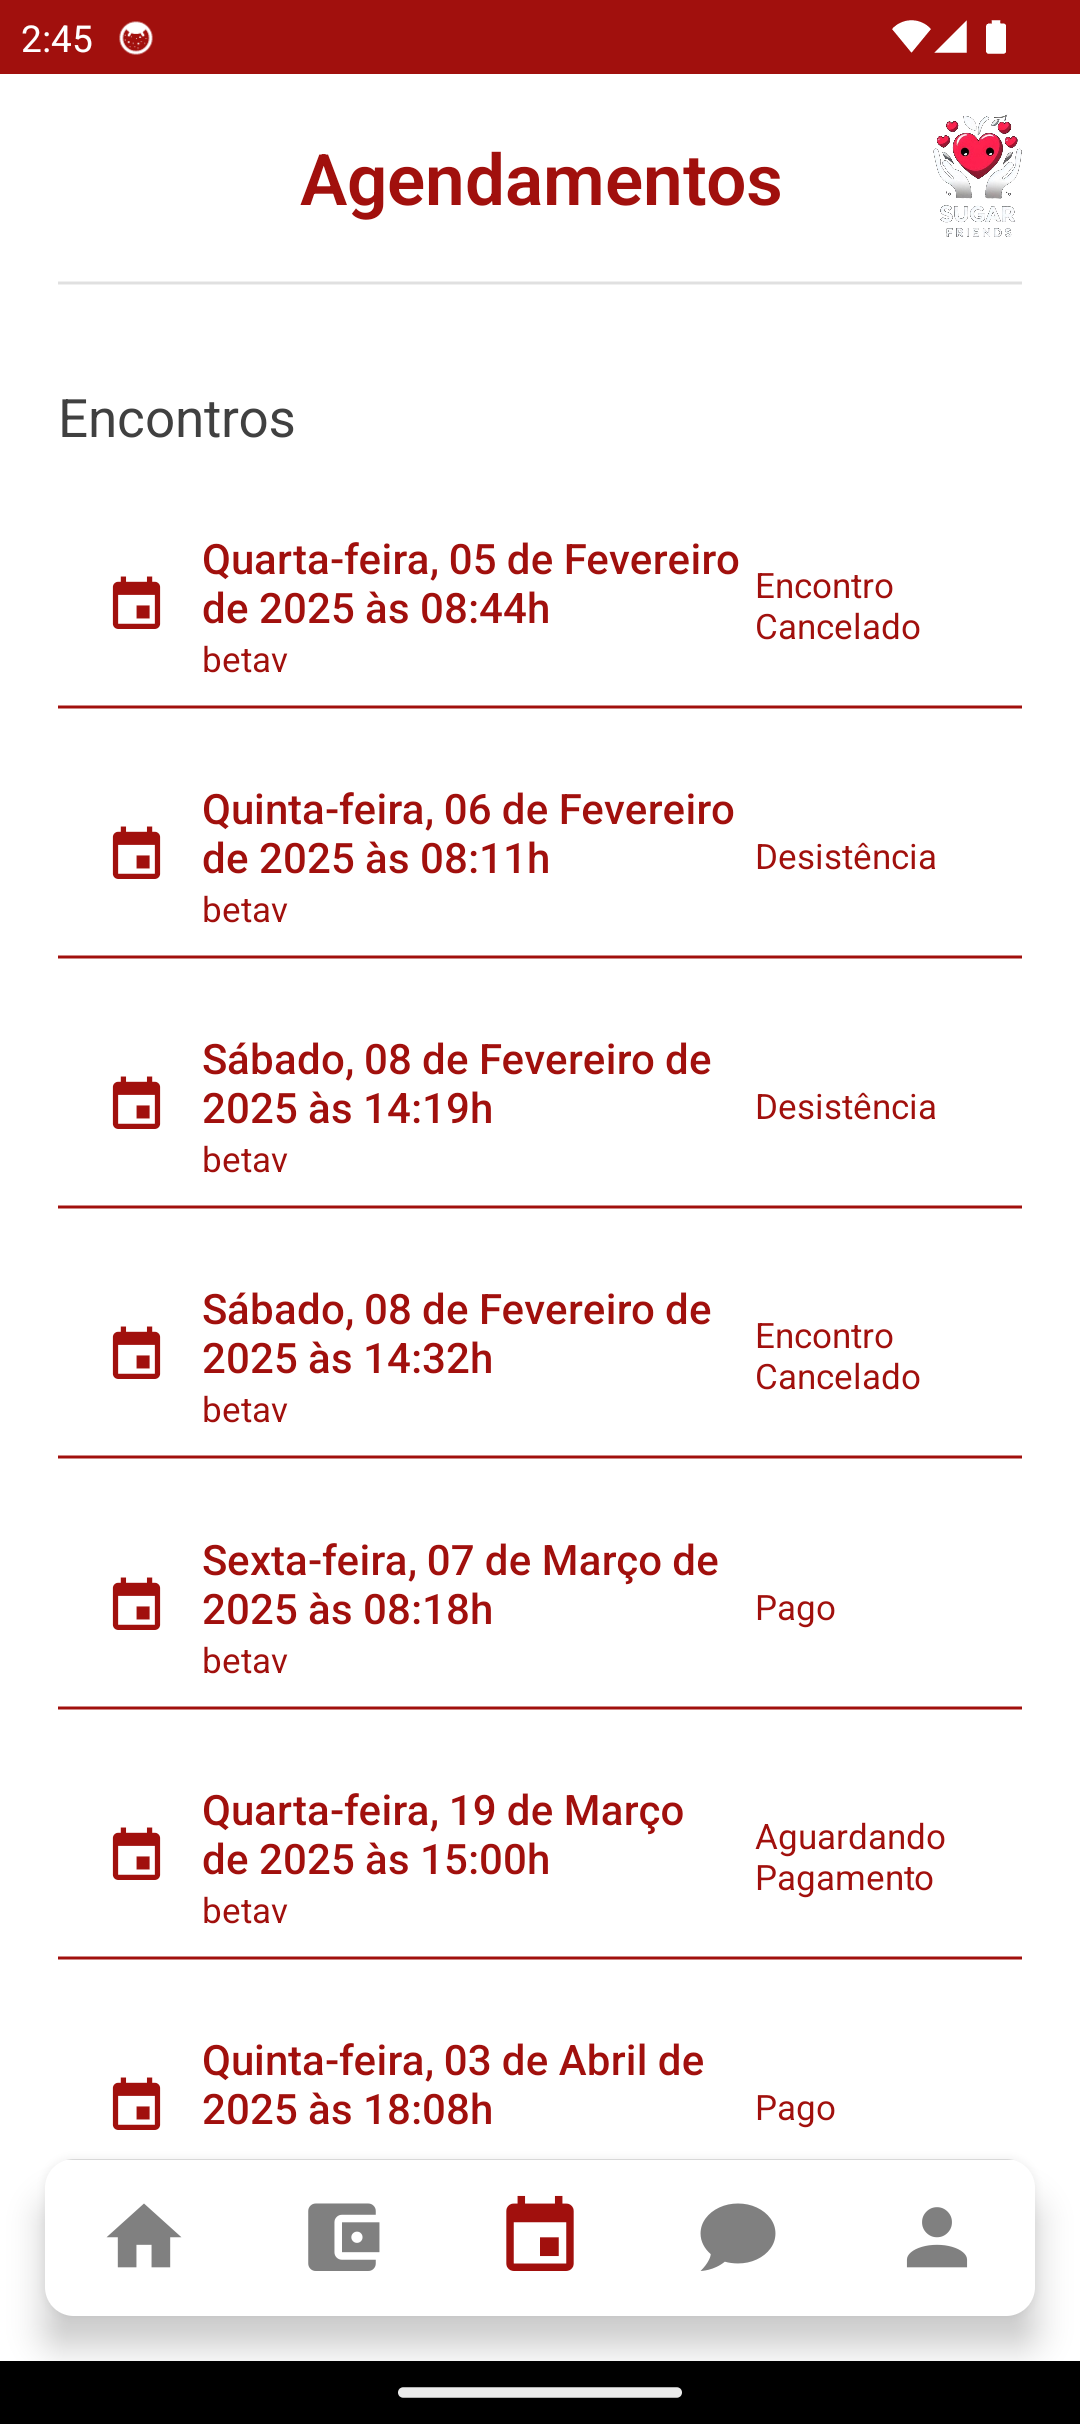 2:45
Agendamentos
SUGAR
FRIENDS
Encontros
Quarta-feira, 05 de Fevereiro
de 2025 às 08:44h
betav
Encontro
Cancelado
Quinta-feira, 06 de Fevereiro
de 2025 às 08:11h
betav
Desistência
Sábado, 08 de Fevereiro de
2025 às 14:19h
betav
Desistência
Sábado, 08 de Fevereiro de
2025 às 14:32h
betav
Encontro
Cancelado
Sexta-feira, 07 de Março de
2025 às 08:18h
betav
Pago
Quarta-feira, 19 de Março
de 2025 às 15:00h
betav
Aguardando
Pagamento
Quinta-feira, 03 de Abril de
2025 às 18:08h
Pago